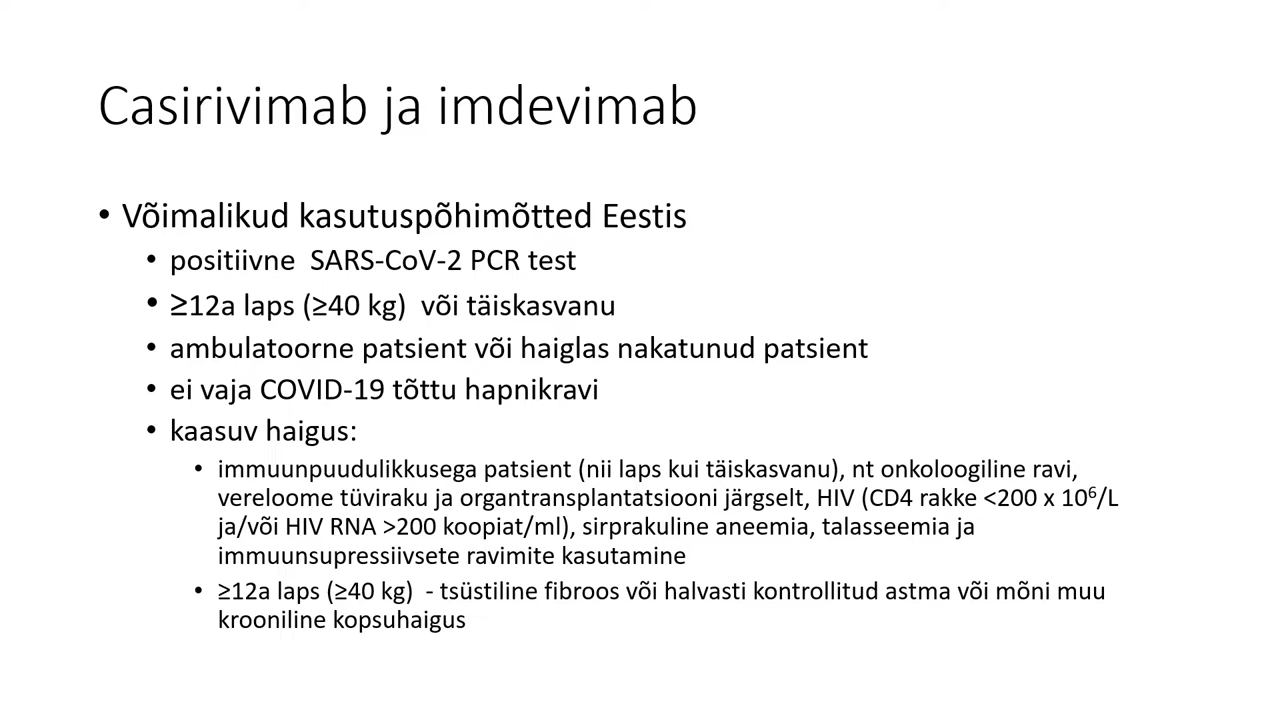 Casirivimab ja imdevimab
• Võimalikud kasutuspõhimõtted Eestis
• positiivne SARS-CoV-2 PCR test
• ≥12a laps (≥40 kg) või täiskasvanu
• ambulatoorne patsient või haiglas nakatunud patsient
• ei vaja COVID-19 tõttu hapnikravi
• kaasuv haigus:
• immuunpuudulikkusega patsient (nii laps kui täiskasvanu), nt onkoloogiline ravi,
vereloome tüviraku ja organtransplantatsiooni järgselt, HIV (CD4 rakke <200 x 10⁶/L
ja/või HIV RNA >200 koopiat/ml), sirprakuline aneemia, talasseemia ja
immuunsupressiivsete ravimite kasutamine
• ≥12a laps (≥40 kg) - tsüstiline fibroos või halvasti kontrollitud astma või mõni muu
krooniline kopsuhaigus